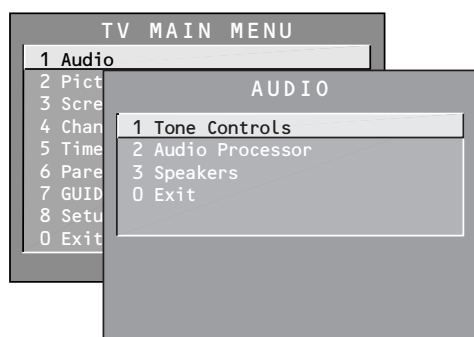 TV MAIN MENU
1 Audio
2 Pict
3 Scre
4 Chan
5 Time
6 Pare
7 GUID
8 Setu
0 Exit
AUDIO
1 Tone Controls
2 Audio Processor
3 Speakers
0 Exit